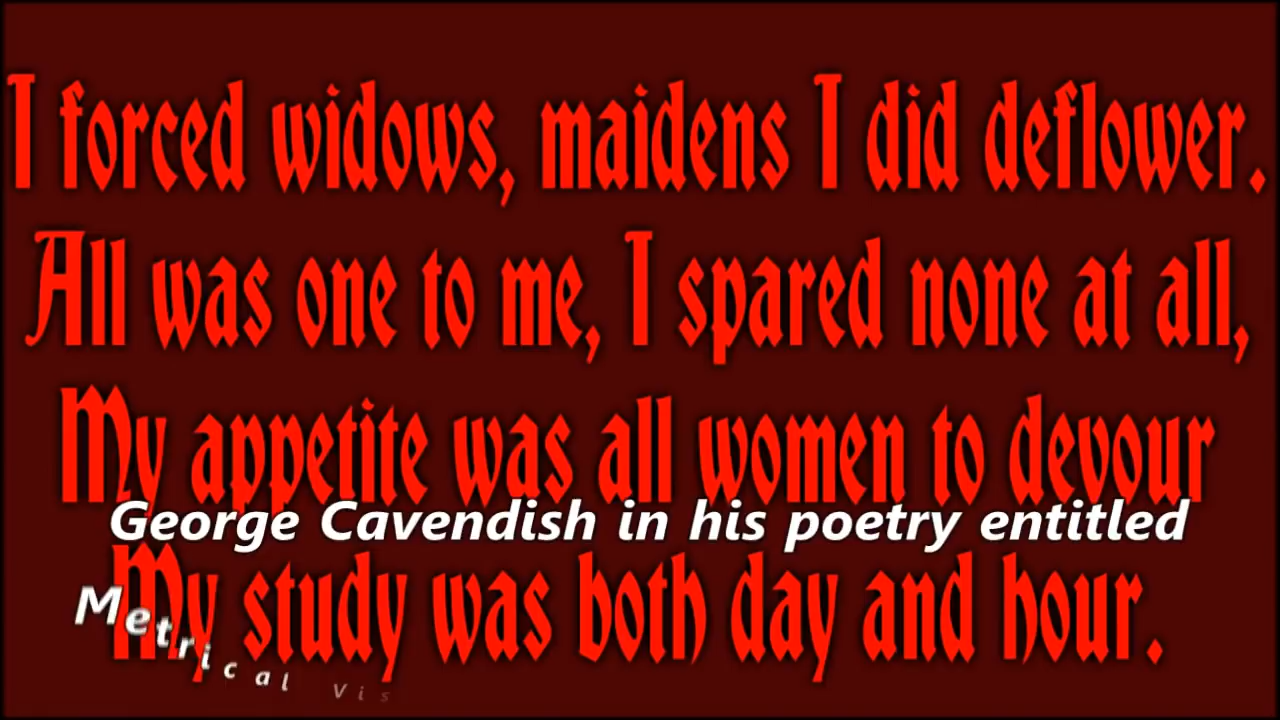 I forced widows, maidens I did deflower.
All was one to me, I spared none at all,
My appetite was all women to devour
George Cavendish in his poetry entitled
My study was both day and hour.
Metrical Vis